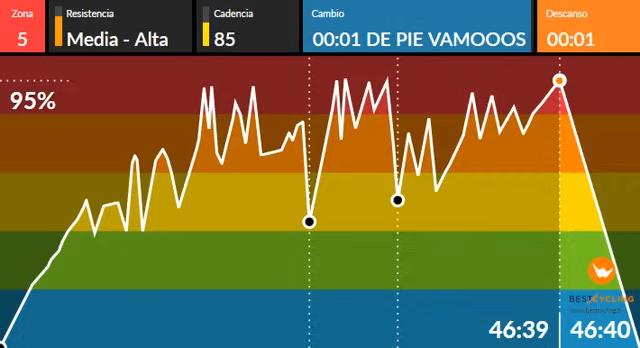 Zona
5
Resistencia
Media - Alta
Cadencia
85
Cambio
00:01 DE PIE VAMOOOS
Descanso
00:01
95%
BESTCYCLING
46:39
46:40